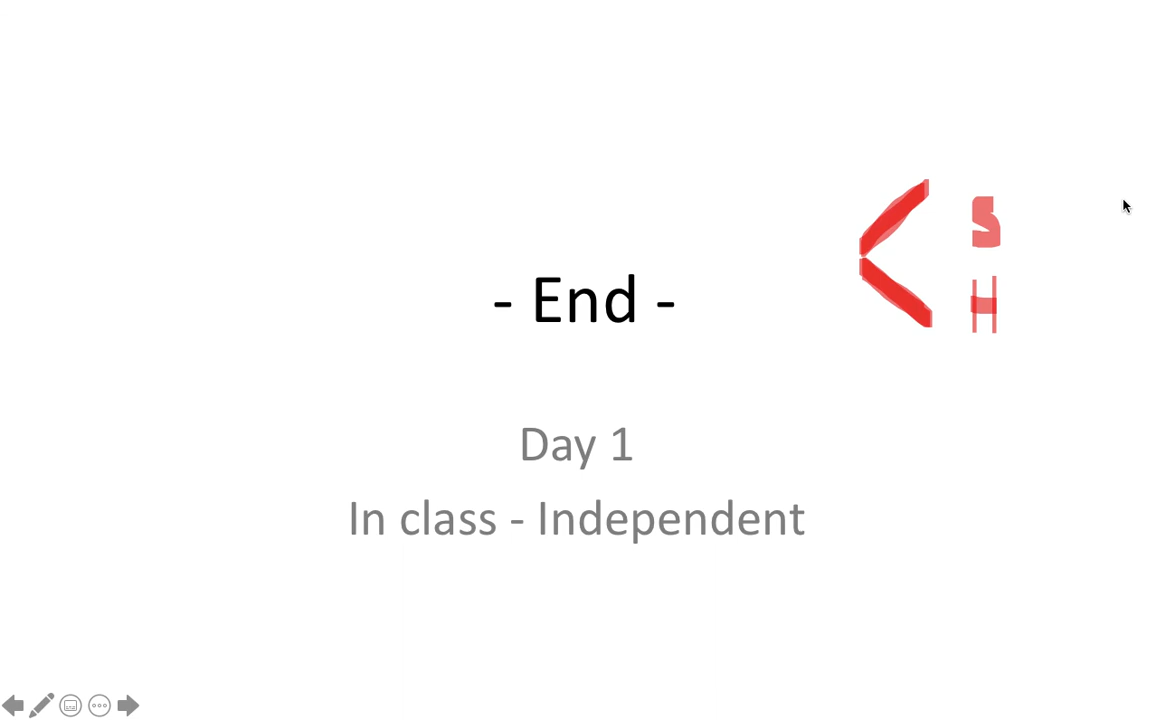 < S
H
- End -
Day 1
In class - Independent